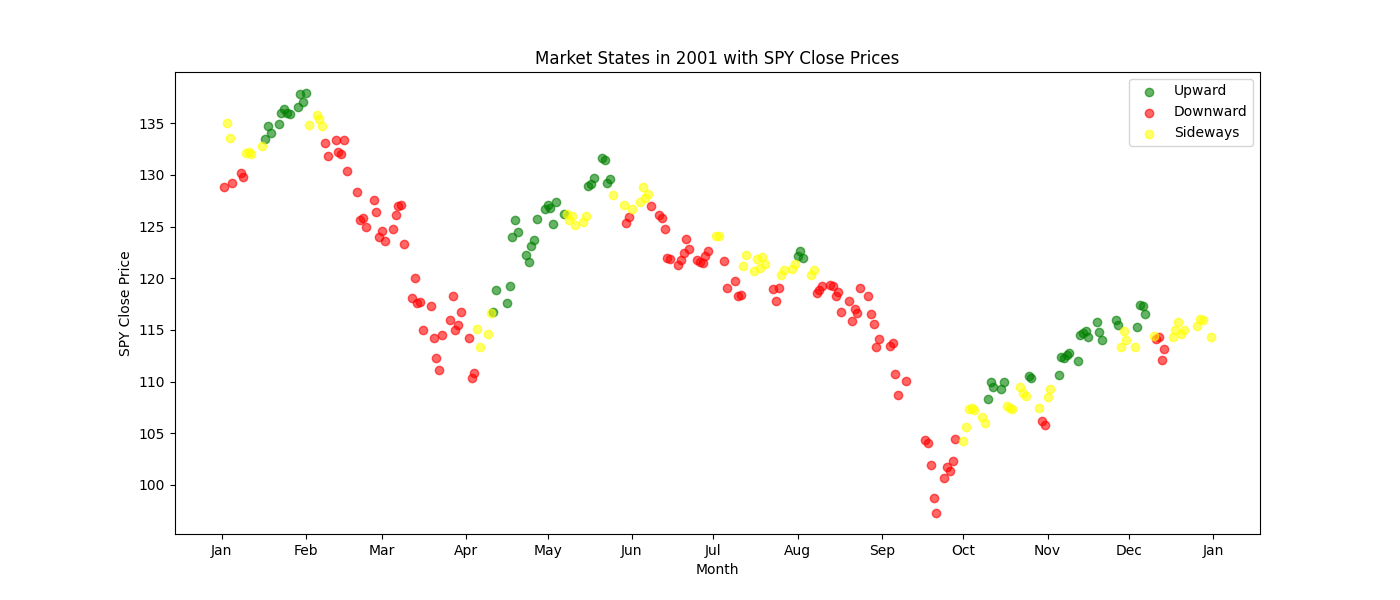 Market States in 2001 with SPY Close Prices
Upward
Downward
Sideways
SPY Close Price
135
130
125
120
115
110
105
100
Jan Feb Mar Apr May Jun Jul Aug Sep Oct Nov Dec Jan
Month